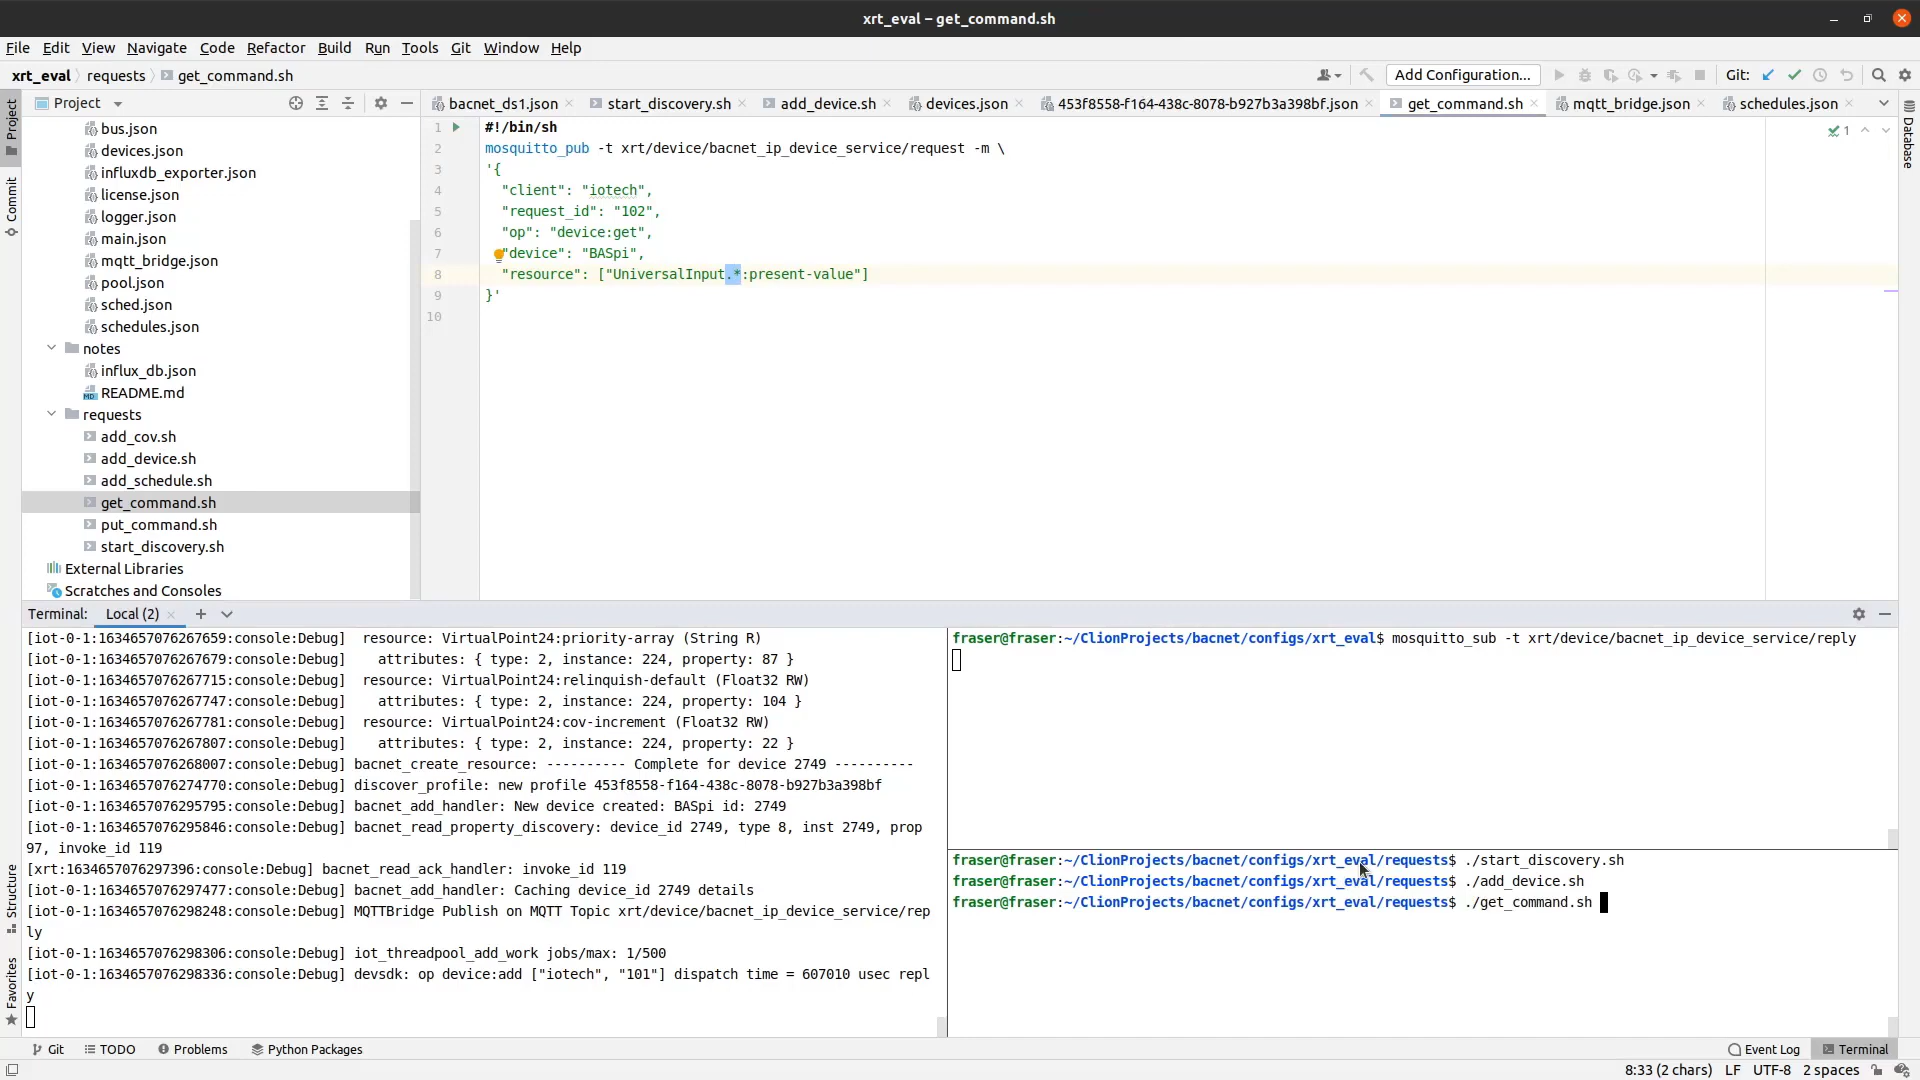 xrt_eval – get_command.sh
File Edit View Navigate Code Refactor Build Run Tools Git Window Help
xrt_eval requests get_command.sh
Add Configuration...
Git:
Project
bacnet_ds1.json start_discovery.sh add_device.sh devices.json 453f8558-f164-438c-8078-b927b3a398bf.json get_command.sh mqtt_bridge.json schedules.json
Project
Commit
Structure
Favorites
Database
bus.json
devices.json
influxdb_exporter.json
license.json
logger.json
main.json
mqtt_bridge.json
pool.json
sched.json
schedules.json
notes
influx_db.json
README.md
requests
add_cov.sh
add_device.sh
add_schedule.sh
get_command.sh
put_command.sh
start_discovery.sh
External Libraries
Scratches and Consoles
1 #!/bin/sh
2 mosquitto_pub -t xrt/device/bacnet_ip_device_service/request -m \
3 '{
4 "client": "iotech",
5 "request_id": "102",
6 "op": "device:get",
7 "device": "BASpi",
8 "resource": ["UniversalInput.*:present-value"]
9 }'
10
1
Terminal: Local (2)
[iot-0-1:1634657076267659:console:Debug]  resource: VirtualPoint24:priority-array (String R)
[iot-0-1:1634657076267679:console:Debug]    attributes: { type: 2, instance: 224, property: 87 }
[iot-0-1:1634657076267715:console:Debug]  resource: VirtualPoint24:relinquish-default (Float32 RW)
[iot-0-1:1634657076267747:console:Debug]    attributes: { type: 2, instance: 224, property: 104 }
[iot-0-1:1634657076267781:console:Debug]  resource: VirtualPoint24:cov-increment (Float32 RW)
[iot-0-1:1634657076267807:console:Debug]    attributes: { type: 2, instance: 224, property: 22 }
[iot-0-1:1634657076268007:console:Debug] bacnet_create_resource: ---------- Complete for device 2749 ----------
[iot-0-1:1634657076274770:console:Debug] discover_profile: new profile 453f8558-f164-438c-8078-b927b3a398bf
[iot-0-1:1634657076295795:console:Debug] bacnet_add_handler: New device created: BASpi id: 2749
[iot-0-1:1634657076295846:console:Debug] bacnet_read_property_discovery: device_id 2749, type 8, inst 2749, prop
97, invoke_id 119
[xrt:1634657076297396:console:Debug] bacnet_read_ack_handler: invoke_id 119
[iot-0-1:1634657076297477:console:Debug] bacnet_add_handler: Caching device_id 2749 details
[iot-0-1:1634657076298248:console:Debug] MQTTBridge Publish on MQTT Topic xrt/device/bacnet_ip_device_service/rep
ly
[iot-0-1:1634657076298306:console:Debug] iot_threadpool_add_work jobs/max: 1/500
[iot-0-1:1634657076298336:console:Debug] devsdk: op device:add ["iotech", "101"] dispatch time = 607010 usec repl
y
fraser@fraser:~/ClionProjects/bacnet/configs/xrt_eval$ mosquitto_sub -t xrt/device/bacnet_ip_device_service/reply
fraser@fraser:~/ClionProjects/bacnet/configs/xrt_eval/requests$ ./start_discovery.sh
fraser@fraser:~/ClionProjects/bacnet/configs/xrt_eval/requests$ ./add_device.sh
fraser@fraser:~/ClionProjects/bacnet/configs/xrt_eval/requests$ ./get_command.sh
Git TODO Problems Python Packages
Event Log Terminal
8:33 (2 chars) LF UTF-8 2 spaces